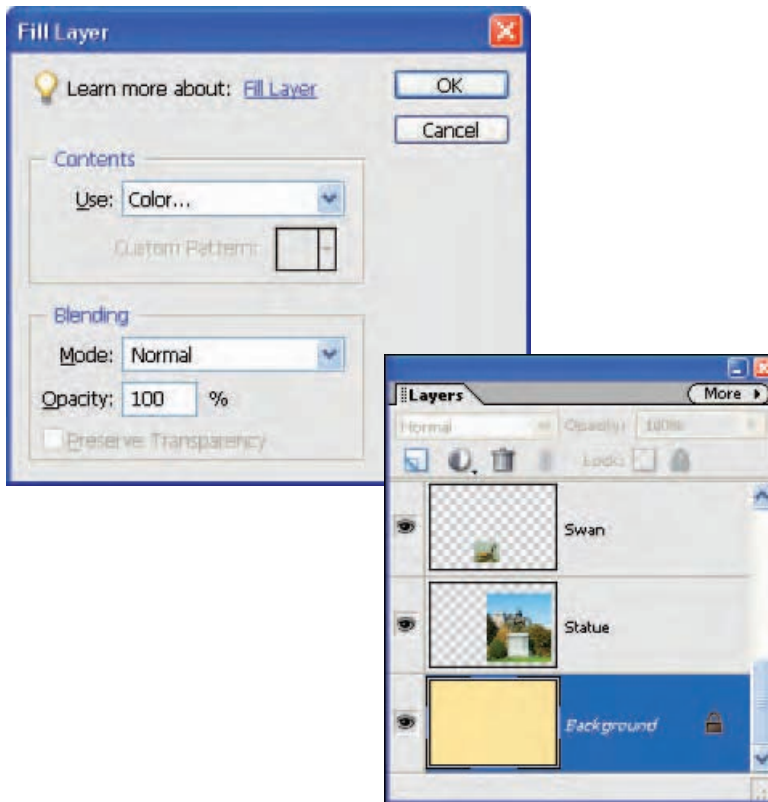 Fill Layer
Learn more about: Fill Layer
OK
Cancel
Contents
Use: Color...
Custom Pattern:
Blending
Mode: Normal
Opacity: 100 %
Preserve Transparency
Layers
More
Normal Opacity: 100%
Lock:
Swan
Statue
Background